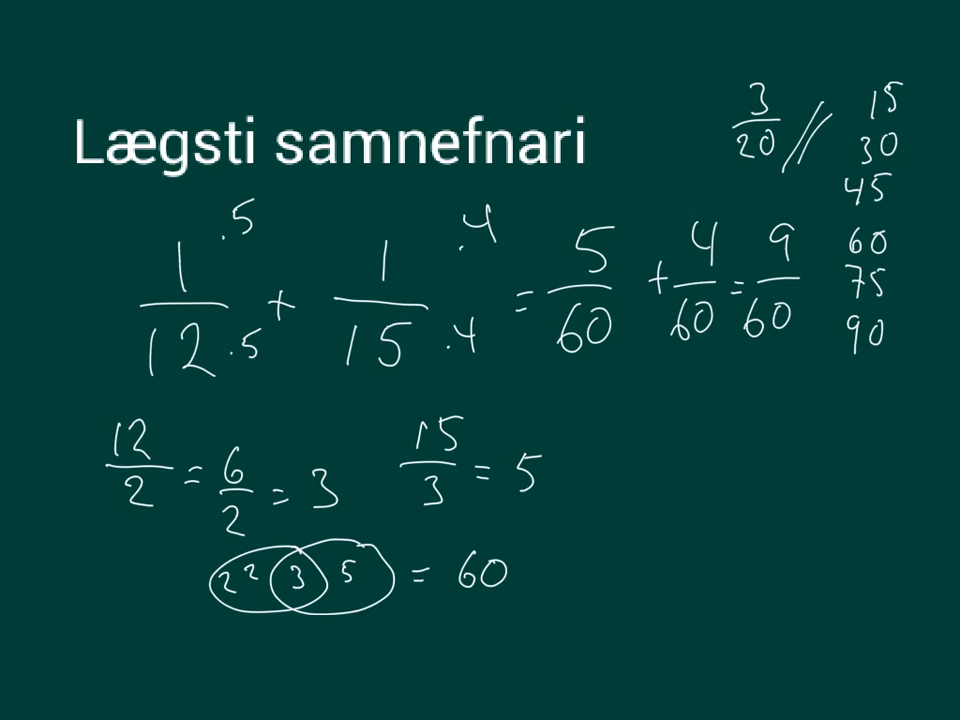 Lægsti samnefnari
1/12 ·5/·5 + 1/15 ·4/·4 = 5/60 + 4/60 = 9/60
3/20 //
15
30
45
60
75
90
12/2 = 6/2 = 3
15/3 = 5
2 2 3 5 = 60